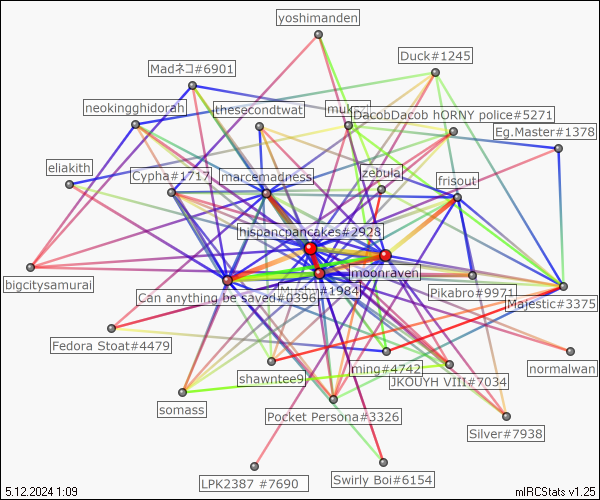 yoshimanden
Duck#1245
Madネコ#6901
neokingghidorah
thesecondtwat
DacobDacob hORNY police#5271
Eg.Master#1378
eliakith
Cypha#1717
marcemadness
zebula
frisout
hispancpancakes#2928
moonraven
bigcitysamurai
Can anything be saved#0396
Pikabro#9971
Majestic#3375
Fedora Stoat#4479
shawntee9
ming#4742
JKOUYH VIII#7034
normalwan
somass
Pocket Persona#3326
Silver#7938
LPK2387 #7690
Swirly Boi#6154
5.12.2024 1:09
mIRCStats v1.25